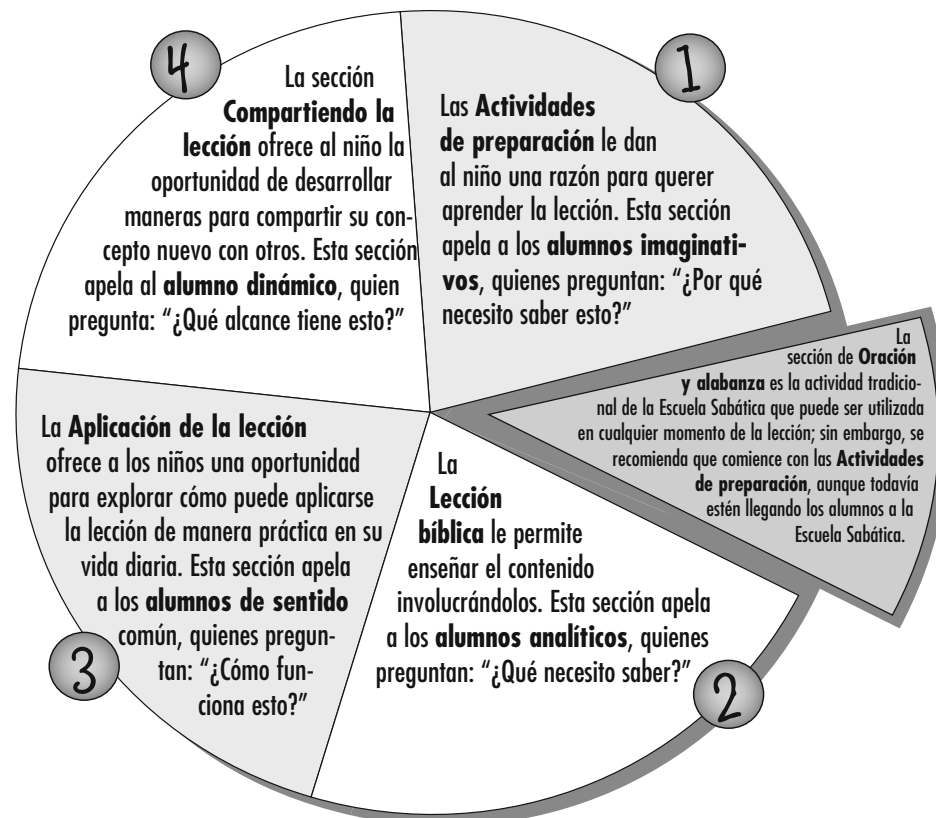 1
Las Actividades
de preparación le dan
al niño una razón para querer
aprender la lección. Esta sección
apela a los alumnos imaginati-
vos, quienes preguntan: “¿Por qué
necesito saber esto?”
La
sección de Oración
y alabanza es la actividad tradicio-
nal de la Escuela Sabática que puede ser utilizada
en cualquier momento de la lección; sin embargo, se
recomienda que comience con las Actividades
de preparación, aunque todavía
estén llegando los alumnos a la
Escuela Sabática.
2
La
Lección
bíblica le permite
enseñar el contenido
involucrándolos. Esta sección apela
a los alumnos analíticos, quienes
preguntan: “¿Qué necesito saber?”
3
La Aplicación de la lección
ofrece a los niños una oportunidad
para explorar cómo puede aplicarse
la lección de manera práctica en su
vida diaria. Esta sección apela
a los alumnos de sentido
común, quienes pregun-
tan: “¿Cómo fun-
ciona esto?”
4
La sección
Compartiendo la
lección ofrece al niño la
oportunidad de desarrollar
maneras para compartir su con-
cepto nuevo con otros. Esta sección
apela al alumno dinámico, quien
pregunta: “¿Qué alcance tiene esto?”